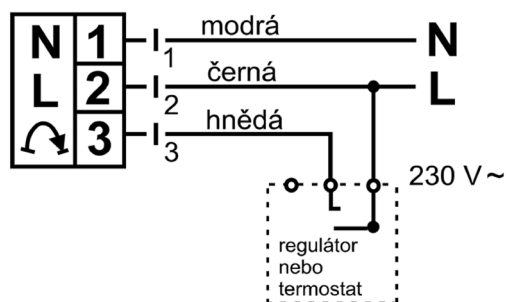 N 1 1 modrá N
L 2 2 černá L
3 3 hnědá
230 V ~
regulátor
nebo
termostat